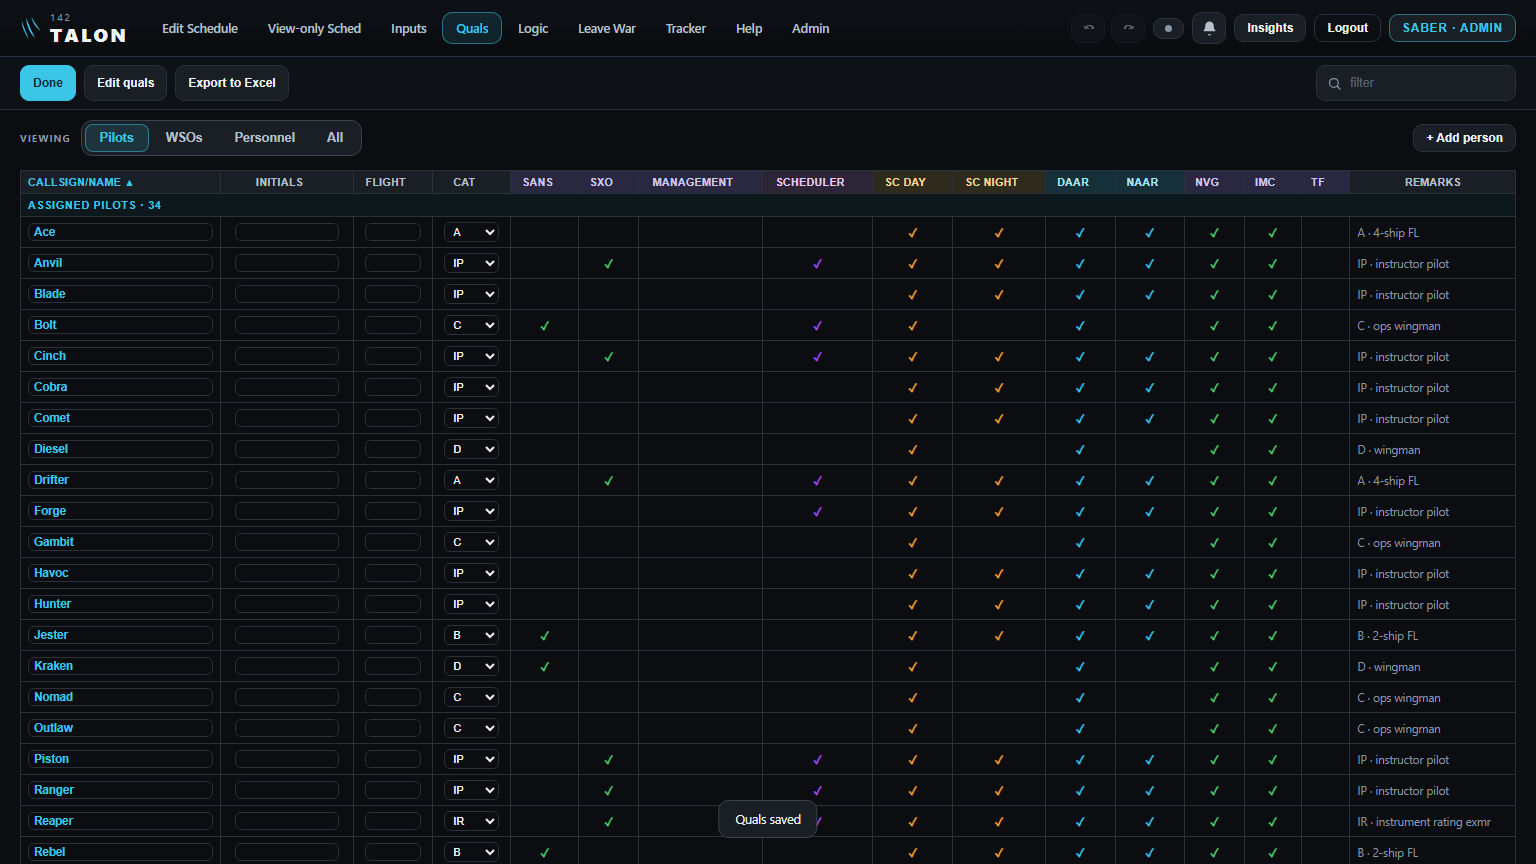 142
TALON
Edit Schedule View-only Sched Inputs Quals Logic Leave War Tracker Help Admin
Insights Logout SABER · ADMIN
Done Edit quals Export to Excel filter
VIEWING Pilots WSOs Personnel All + Add person
CALLSIGN/NAME ▲ INITIALS FLIGHT CAT SANS SXO MANAGEMENT SCHEDULER SC DAY SC NIGHT DAAR NAAR NVG IMC TF REMARKS
ASSIGNED PILOTS · 34
Ace A ✓ ✓ ✓ ✓ ✓ ✓ A · 4-ship FL
Anvil IP ✓ ✓ ✓ ✓ ✓ ✓ ✓ ✓ IP · instructor pilot
Blade IP ✓ ✓ ✓ ✓ ✓ ✓ IP · instructor pilot
Bolt C ✓ ✓ ✓ ✓ ✓ ✓ C · ops wingman
Cinch IP ✓ ✓ ✓ ✓ ✓ ✓ ✓ ✓ IP · instructor pilot
Cobra IP ✓ ✓ ✓ ✓ ✓ ✓ IP · instructor pilot
Comet IP ✓ ✓ ✓ ✓ ✓ ✓ IP · instructor pilot
Diesel D ✓ ✓ ✓ ✓ D · wingman
Drifter A ✓ ✓ ✓ ✓ ✓ ✓ ✓ ✓ A · 4-ship FL
Forge IP ✓ ✓ ✓ ✓ ✓ ✓ ✓ IP · instructor pilot
Gambit C ✓ ✓ ✓ ✓ C · ops wingman
Havoc IP ✓ ✓ ✓ ✓ ✓ ✓ IP · instructor pilot
Hunter IP ✓ ✓ ✓ ✓ ✓ ✓ IP · instructor pilot
Jester B ✓ ✓ ✓ ✓ ✓ ✓ ✓ B · 2-ship FL
Kraken D ✓ ✓ ✓ ✓ ✓ D · wingman
Nomad C ✓ ✓ ✓ ✓ C · ops wingman
Outlaw C ✓ ✓ ✓ ✓ C · ops wingman
Piston IP ✓ ✓ ✓ ✓ ✓ ✓ ✓ ✓ IP · instructor pilot
Ranger IP ✓ ✓ ✓ ✓ ✓ ✓ ✓ ✓ IP · instructor pilot
Reaper IR ✓ ✓ ✓ ✓ ✓ ✓ ✓ ✓ IR · instrument rating exmr
Quals saved
Rebel B ✓ ✓ ✓ ✓ ✓ ✓ ✓ B · 2-ship FL